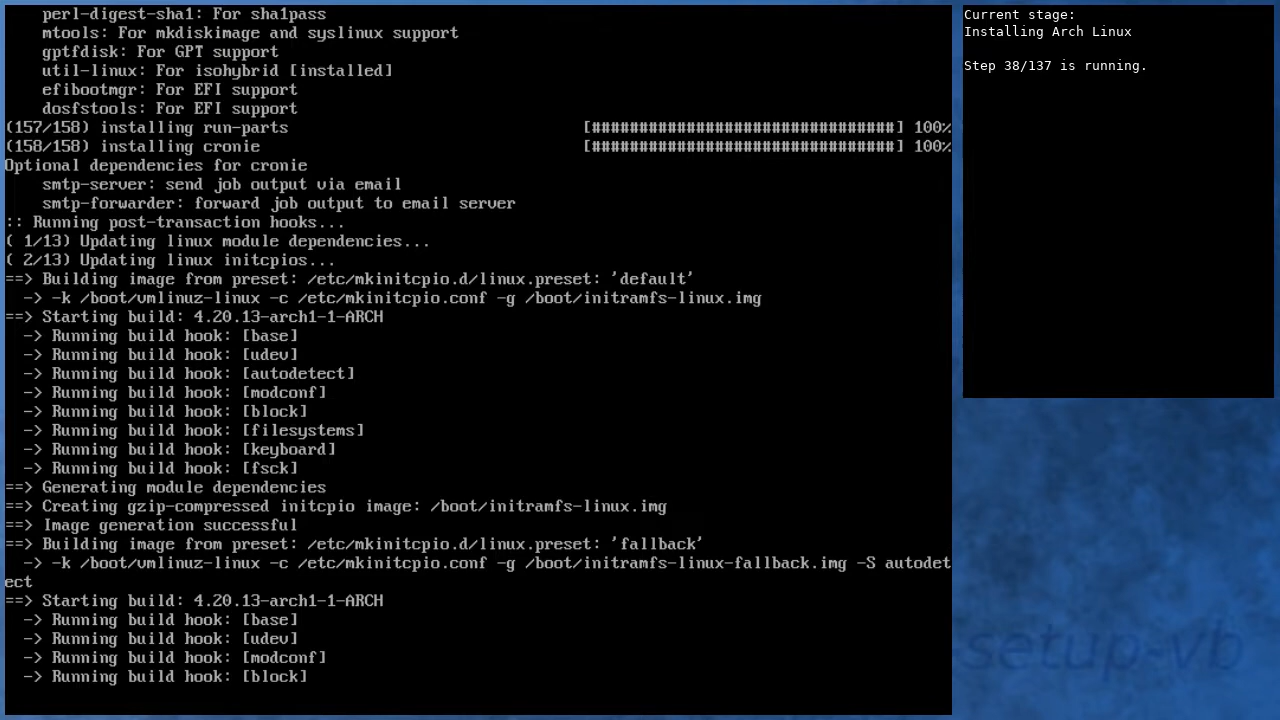 perl-digest-sha1: For sha1pass
    mtools: For mkdiskimage and syslinux support
    gptfdisk: For GPT support
    util-linux: For isohybrid [installed]
    efibootmgr: For EFI support
    dosfstools: For EFI support
(157/158) installing run-parts                               [################################] 100%
(158/158) installing cronie                                  [################################] 100%
Optional dependencies for cronie
    smtp-server: send job output via email
    smtp-forwarder: forward job output to email server
:: Running post-transaction hooks...
( 1/13) Updating linux module dependencies...
( 2/13) Updating linux initcpios...
==> Building image from preset: /etc/mkinitcpio.d/linux.preset: 'default'
  -> -k /boot/vmlinuz-linux -c /etc/mkinitcpio.conf -g /boot/initramfs-linux.img
==> Starting build: 4.20.13-arch1-1-ARCH
  -> Running build hook: [base]
  -> Running build hook: [udev]
  -> Running build hook: [autodetect]
  -> Running build hook: [modconf]
  -> Running build hook: [block]
  -> Running build hook: [filesystems]
  -> Running build hook: [keyboard]
  -> Running build hook: [fsck]
==> Generating module dependencies
==> Creating gzip-compressed initcpio image: /boot/initramfs-linux.img
==> Image generation successful
==> Building image from preset: /etc/mkinitcpio.d/linux.preset: 'fallback'
  -> -k /boot/vmlinuz-linux -c /etc/mkinitcpio.conf -g /boot/initramfs-linux-fallback.img -S autodet
ect
==> Starting build: 4.20.13-arch1-1-ARCH
  -> Running build hook: [base]
  -> Running build hook: [udev]
  -> Running build hook: [modconf]
  -> Running build hook: [block]
Current stage:
Installing Arch Linux
Step 38/137 is running.
setup-vb